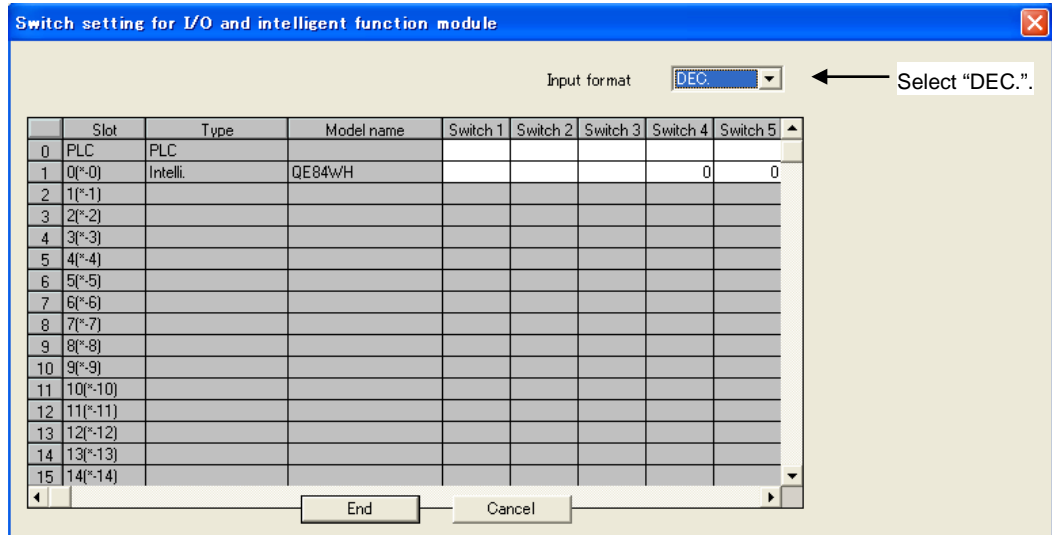 Switch setting for I/O and intelligent function module
Input format DEC. Select “DEC.”.
Slot Type Model name Switch 1 Switch 2 Switch 3 Switch 4 Switch 5
0 PLC PLC
1 0(*-0) Intelli. QE84WH 0 0
2 1(*-1)
3 2(*-2)
4 3(*-3)
5 4(*-4)
6 5(*-5)
7 6(*-6)
8 7(*-7)
9 8(*-8)
10 9(*-9)
11 10(*-10)
12 11(*-11)
13 12(*-12)
14 13(*-13)
15 14(*-14)
End Cancel